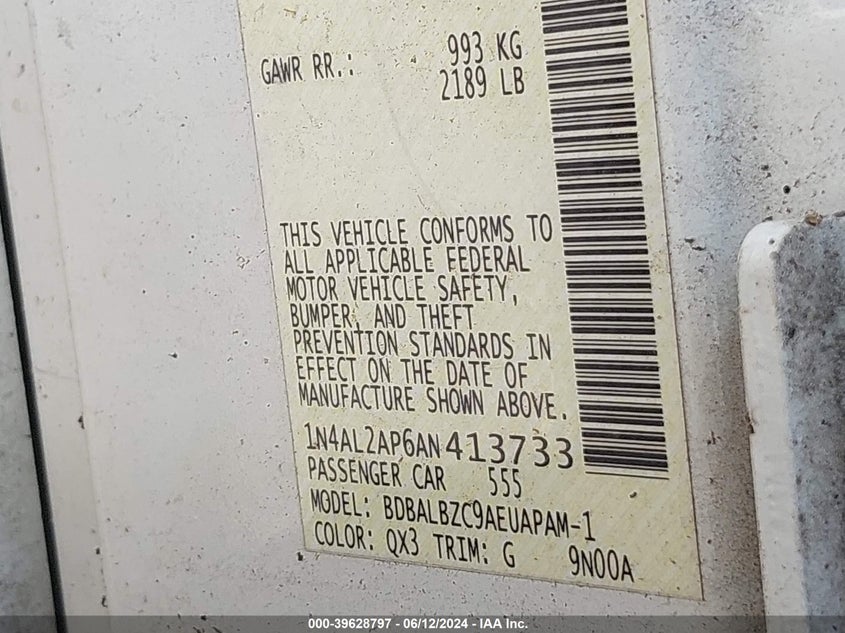 GAWR RR.: 993 KG
2189 LB
THIS VEHICLE CONFORMS TO
ALL APPLICABLE FEDERAL
MOTOR VEHICLE SAFETY,
BUMPER, AND THEFT
PREVENTION STANDARDS IN
EFFECT ON THE DATE OF
MANUFACTURE SHOWN ABOVE.
1N4AL2AP6AN413733
PASSENGER CAR 555
MODEL: BDBALBZC9AEUAPAM-1
COLOR: QX3 TRIM: G 9N00A
000-39628797 - 06/12/2024 - IAA Inc.